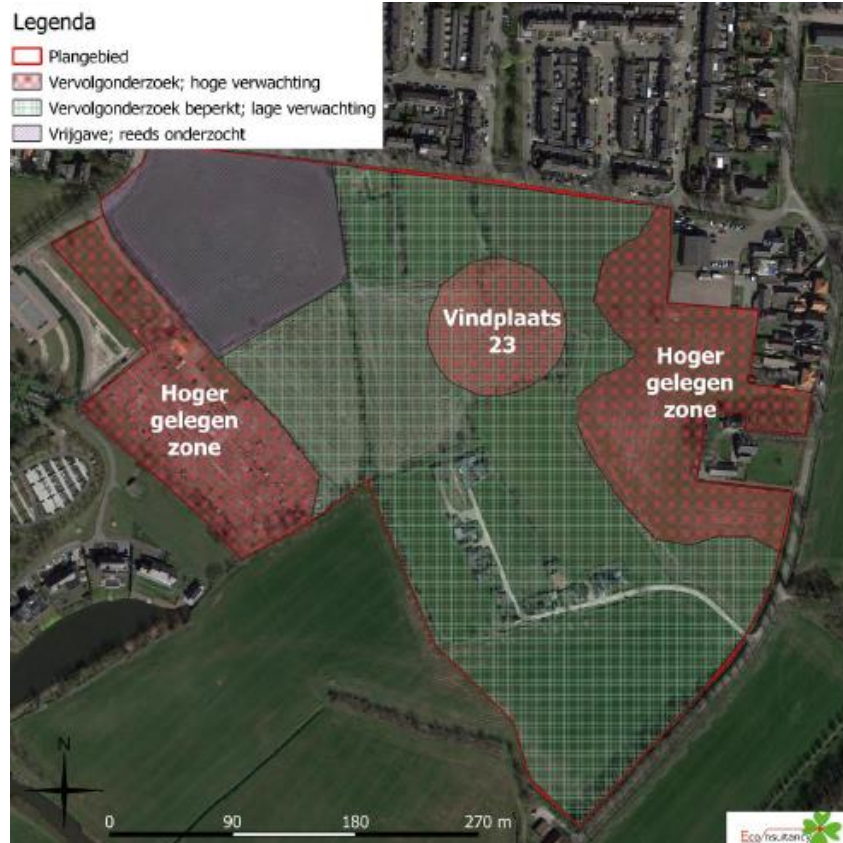 Legenda
Plangebied
Vervolgonderzoek; hoge verwachting
Vervolgonderzoek beperkt; lage verwachting
Vrijgave; reeds onderzocht
Vindplaats
23
Hoger
gelegen
zone
Hoger
gelegen
zone
N
0 90 180 270 m
Econsultancy